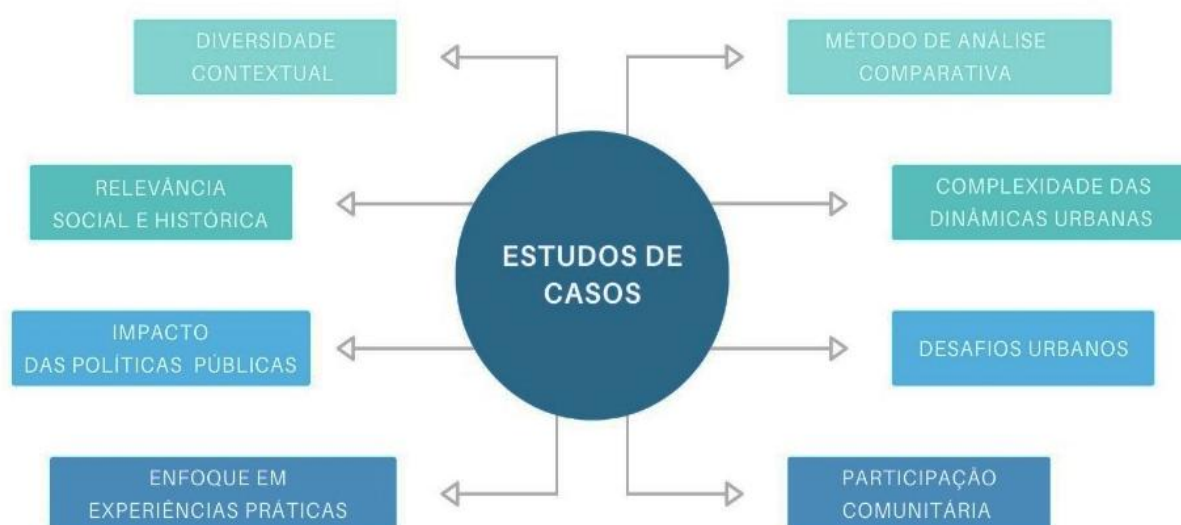 DIVERSIDADE
CONTEXTUAL
MÉTODO DE ANÁLISE
COMPARATIVA
RELEVÂNCIA
SOCIAL E HISTÓRICA
COMPLEXIDADE DAS
DINÂMICAS URBANAS
ESTUDOS DE
CASOS
IMPACTO
DAS POLÍTICAS PÚBLICAS
DESAFIOS URBANOS
ENFOQUE EM
EXPERIÊNCIAS PRÁTICAS
PARTICIPAÇÃO
COMUNITÁRIA